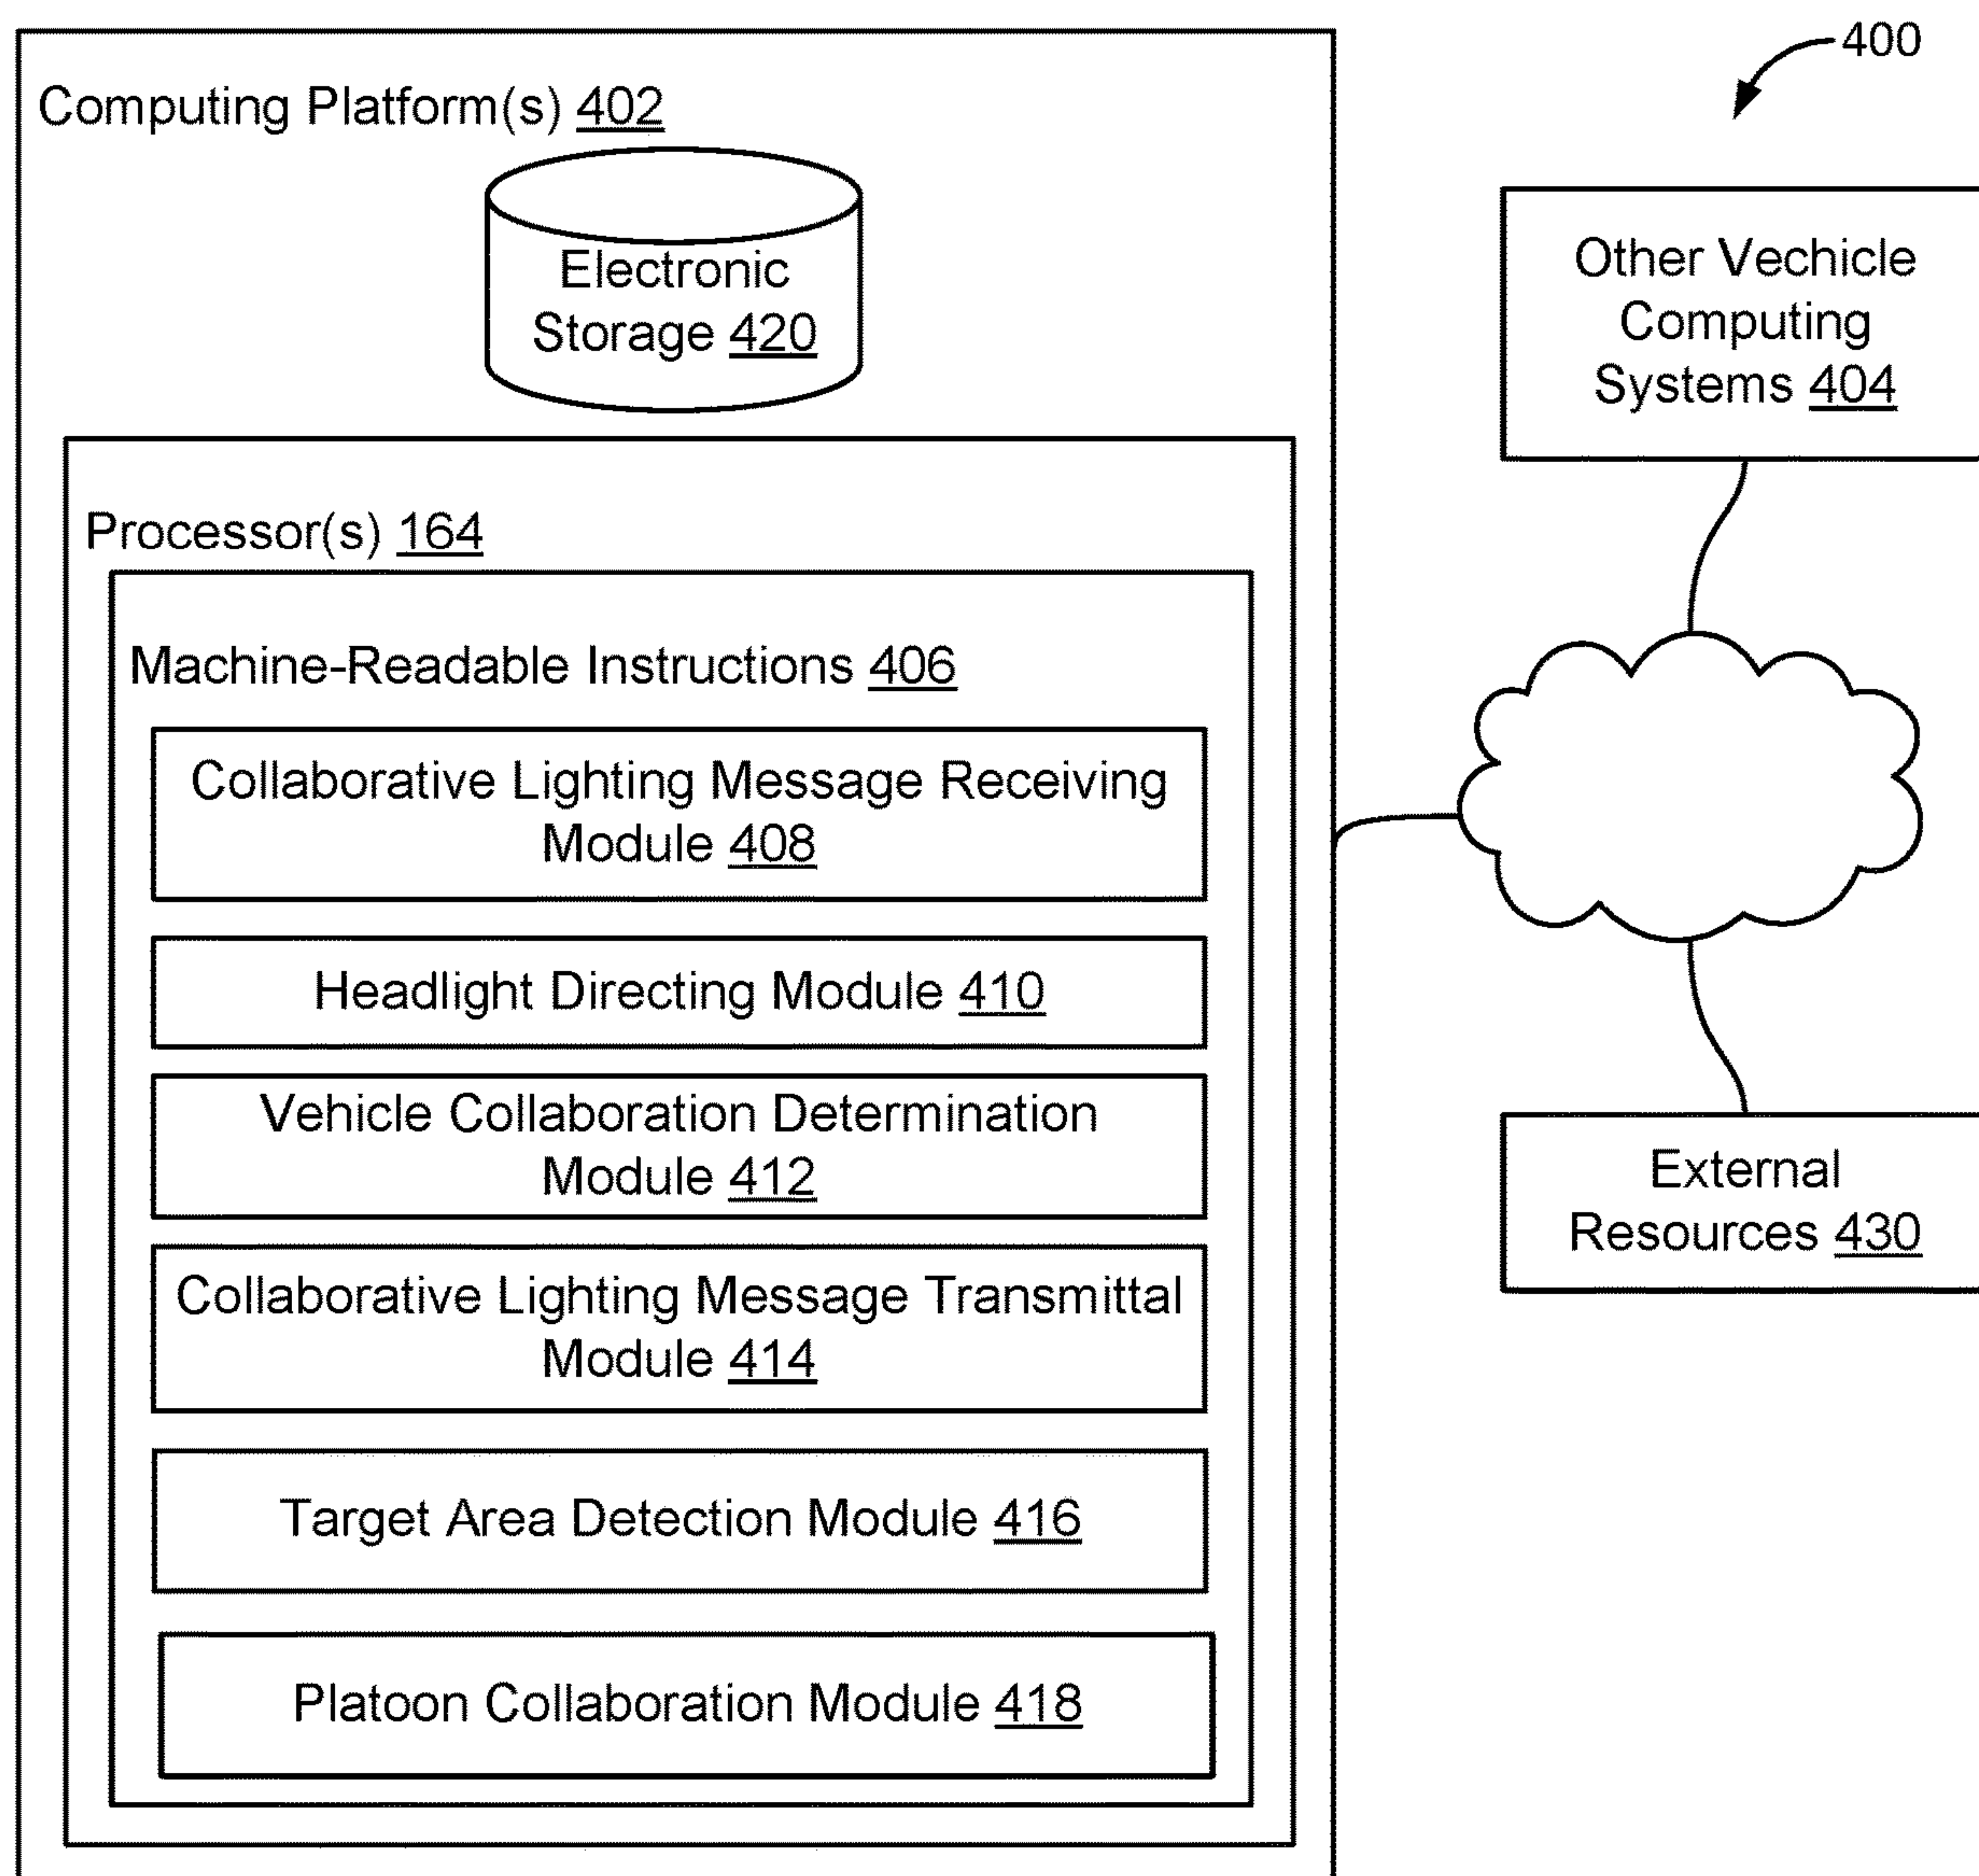 400
Computing Platform(s) 402
Electronic
Storage 420
Other Vechicle
Computing
Systems 404
Processor(s) 164
Machine-Readable Instructions 406
Collaborative Lighting Message Receiving
Module 408
Headlight Directing Module 410
Vehicle Collaboration Determination
Module 412
Collaborative Lighting Message Transmittal
Module 414
Target Area Detection Module 416
Platoon Collaboration Module 418
External
Resources 430